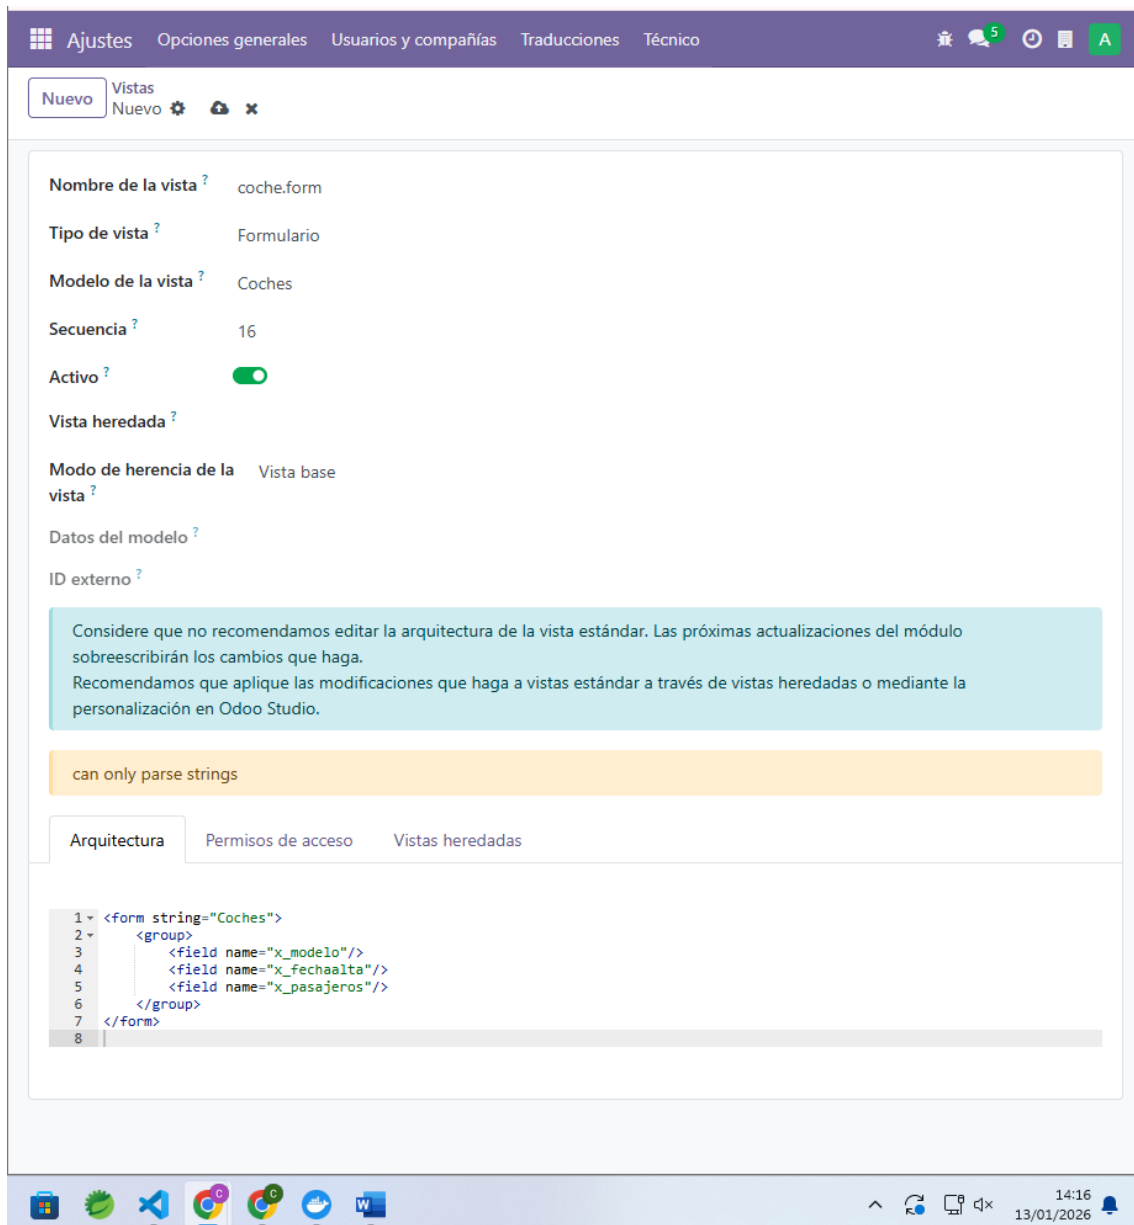 Ajustes Opciones generales Usuarios y compañías Traducciones Técnico 5 A
Nuevo Vistas
Nuevo
Nombre de la vista ? coche.form
Tipo de vista ? Formulario
Modelo de la vista ? Coches
Secuencia ? 16
Activo ?
Vista heredada ?
Modo de herencia de la Vista base
vista ?
Datos del modelo ?
ID externo ?
Considere que no recomendamos editar la arquitectura de la vista estándar. Las próximas actualizaciones del módulo
sobreescribirán los cambios que haga.
Recomendamos que aplique las modificaciones que haga a vistas estándar a través de vistas heredadas o mediante la
personalización en Odoo Studio.
can only parse strings
Arquitectura Permisos de acceso Vistas heredadas
1 <form string="Coches">
2 <group>
3 <field name="x_modelo"/>
4 <field name="x_fechaalta"/>
5 <field name="x_pasajeros"/>
6 </group>
7 </form>
8
C C W 14:16
13/01/2026